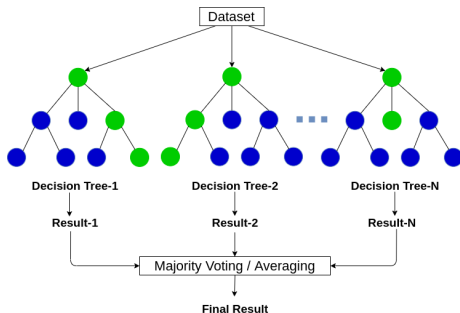 Dataset
Decision Tree-1
Decision Tree-2
Decision Tree-N
Result-1
Result-2
Result-N
Majority Voting / Averaging
Final Result